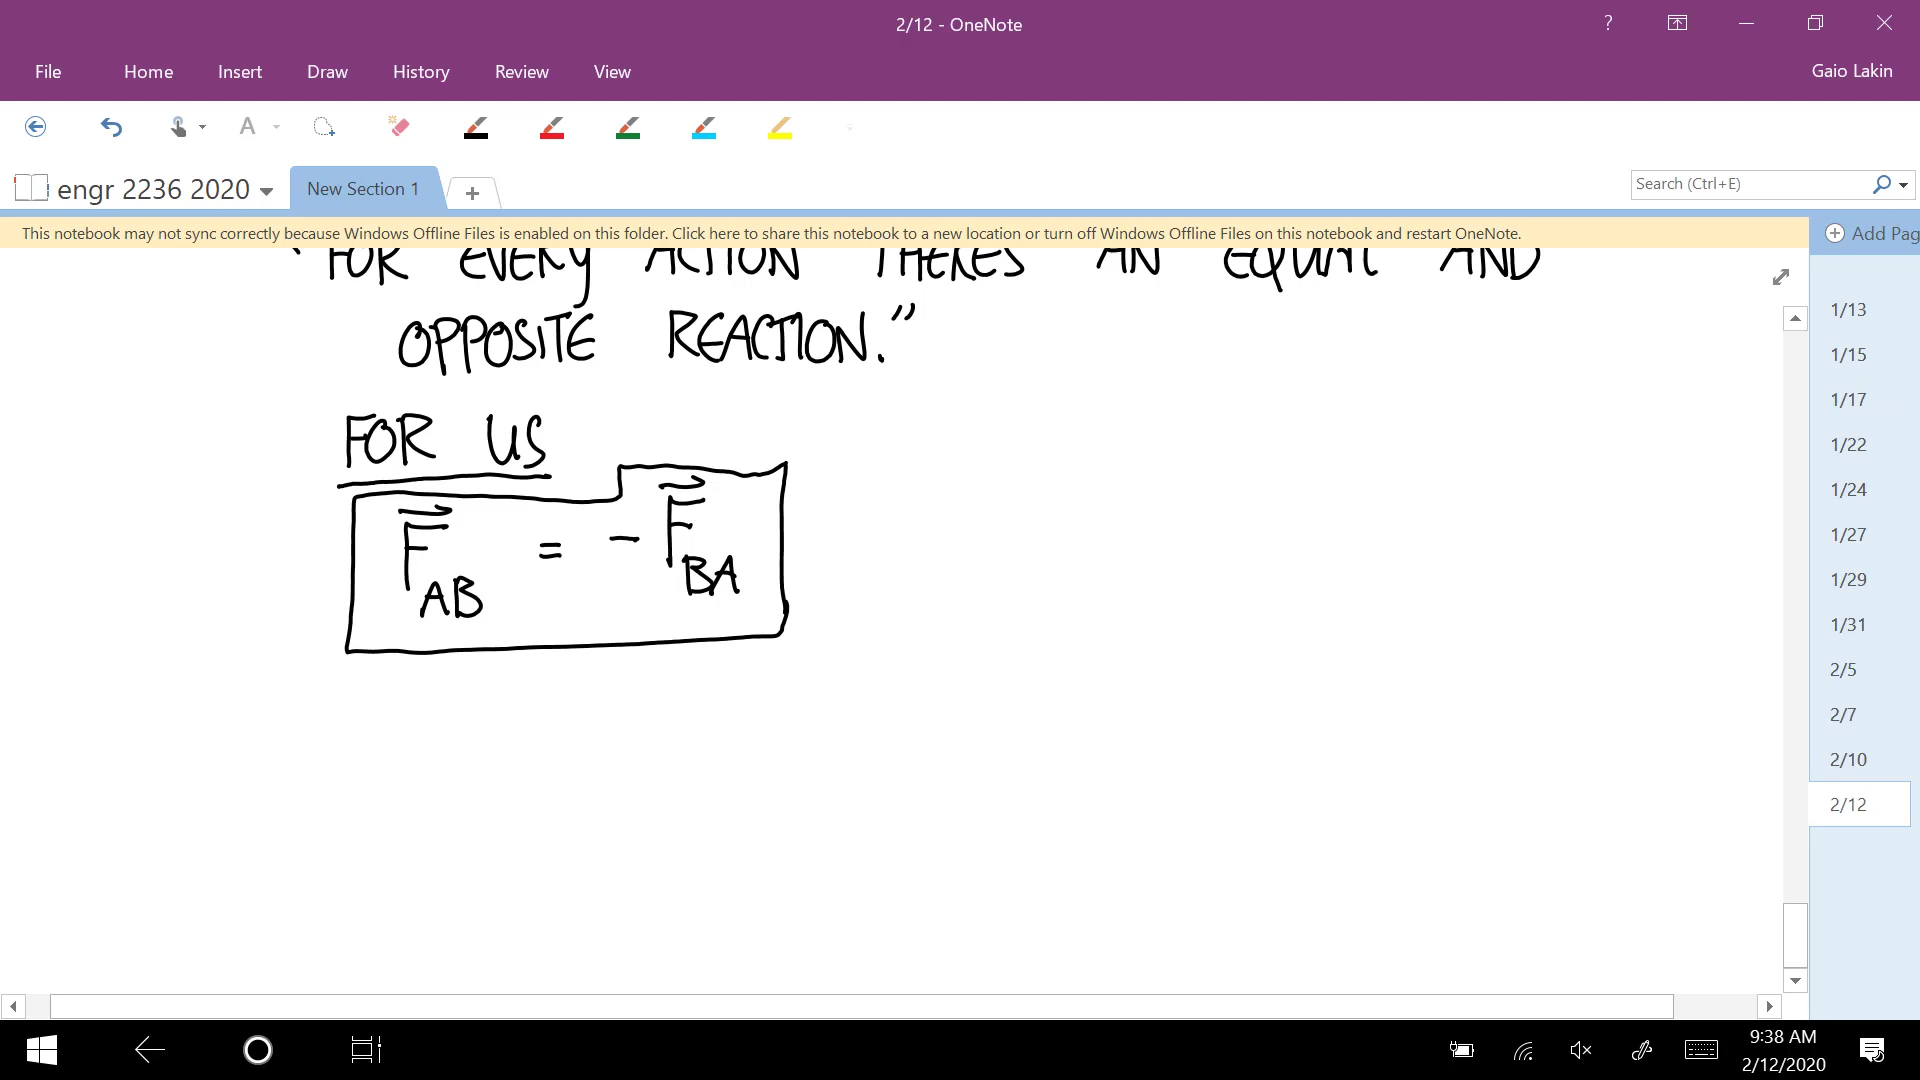 2/12 - OneNote
?
File Home Insert Draw History Review View
Gaio Lakin
A
engr 2236 2020
New Section 1
+
Search (Ctrl+E)
This notebook may not sync correctly because Windows Offline Files is enabled on this folder. Click here to share this notebook to a new location or turn off Windows Offline Files on this notebook and restart OneNote.
Add Pag
"FOR EVERY ACTION THERES AN EQUAL AND
OPPOSITE REACTION."
FOR US
F⃗_AB = - F⃗_BA
1/13
1/15
1/17
1/22
1/24
1/27
1/29
1/31
2/5
2/7
2/10
2/12
9:38 AM
2/12/2020